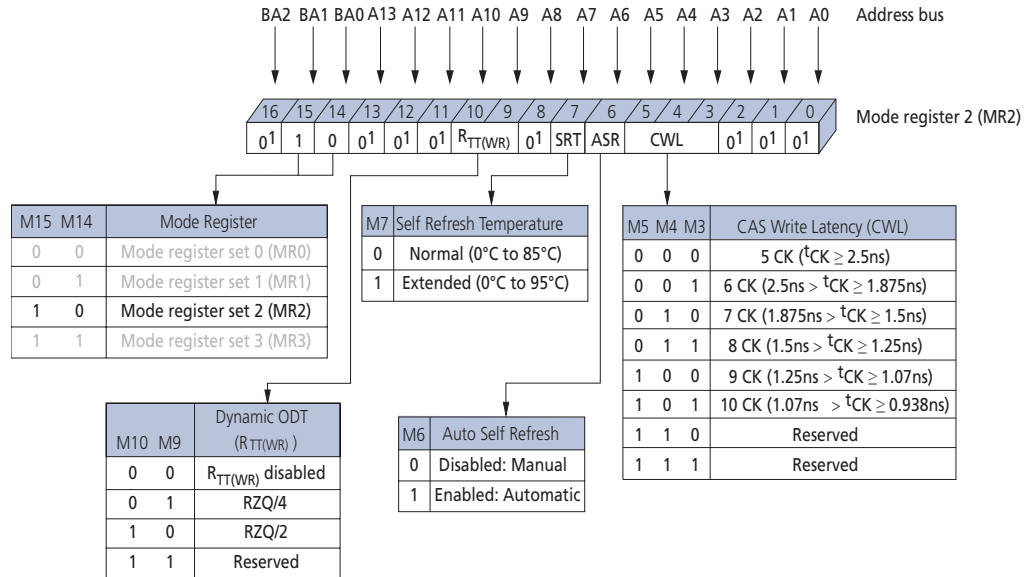 BA2 BA1 BA0 A13 A12 A11 A10 A9 A8 A7 A6 A5 A4 A3 A2 A1 A0 Address bus
16 15 14 13 12 11 10 9 8 7 6 5 4 3 2 1 0 Mode register 2 (MR2)
0¹ 1 0 0¹ 0¹ 0¹ RTT(WR) 0¹ SRT ASR CWL 0¹ 0¹ 0¹
M15 M14 Mode Register
0 0 Mode register set 0 (MR0)
0 1 Mode register set 1 (MR1)
1 0 Mode register set 2 (MR2)
1 1 Mode register set 3 (MR3)
M7 Self Refresh Temperature
0 Normal (0°C to 85°C)
1 Extended (0°C to 95°C)
M5 M4 M3 CAS Write Latency (CWL)
0 0 0 5 CK (tCK ≥ 2.5ns)
0 0 1 6 CK (2.5ns > tCK ≥ 1.875ns)
0 1 0 7 CK (1.875ns > tCK ≥ 1.5ns)
0 1 1 8 CK (1.5ns > tCK ≥ 1.25ns)
1 0 0 9 CK (1.25ns > tCK ≥ 1.07ns)
1 0 1 10 CK (1.07ns > tCK ≥ 0.938ns)
1 1 0 Reserved
1 1 1 Reserved
M10 M9 Dynamic ODT
(RTT(WR) )
0 0 RTT(WR) disabled
0 1 RZQ/4
1 0 RZQ/2
1 1 Reserved
M6 Auto Self Refresh
0 Disabled: Manual
1 Enabled: Automatic